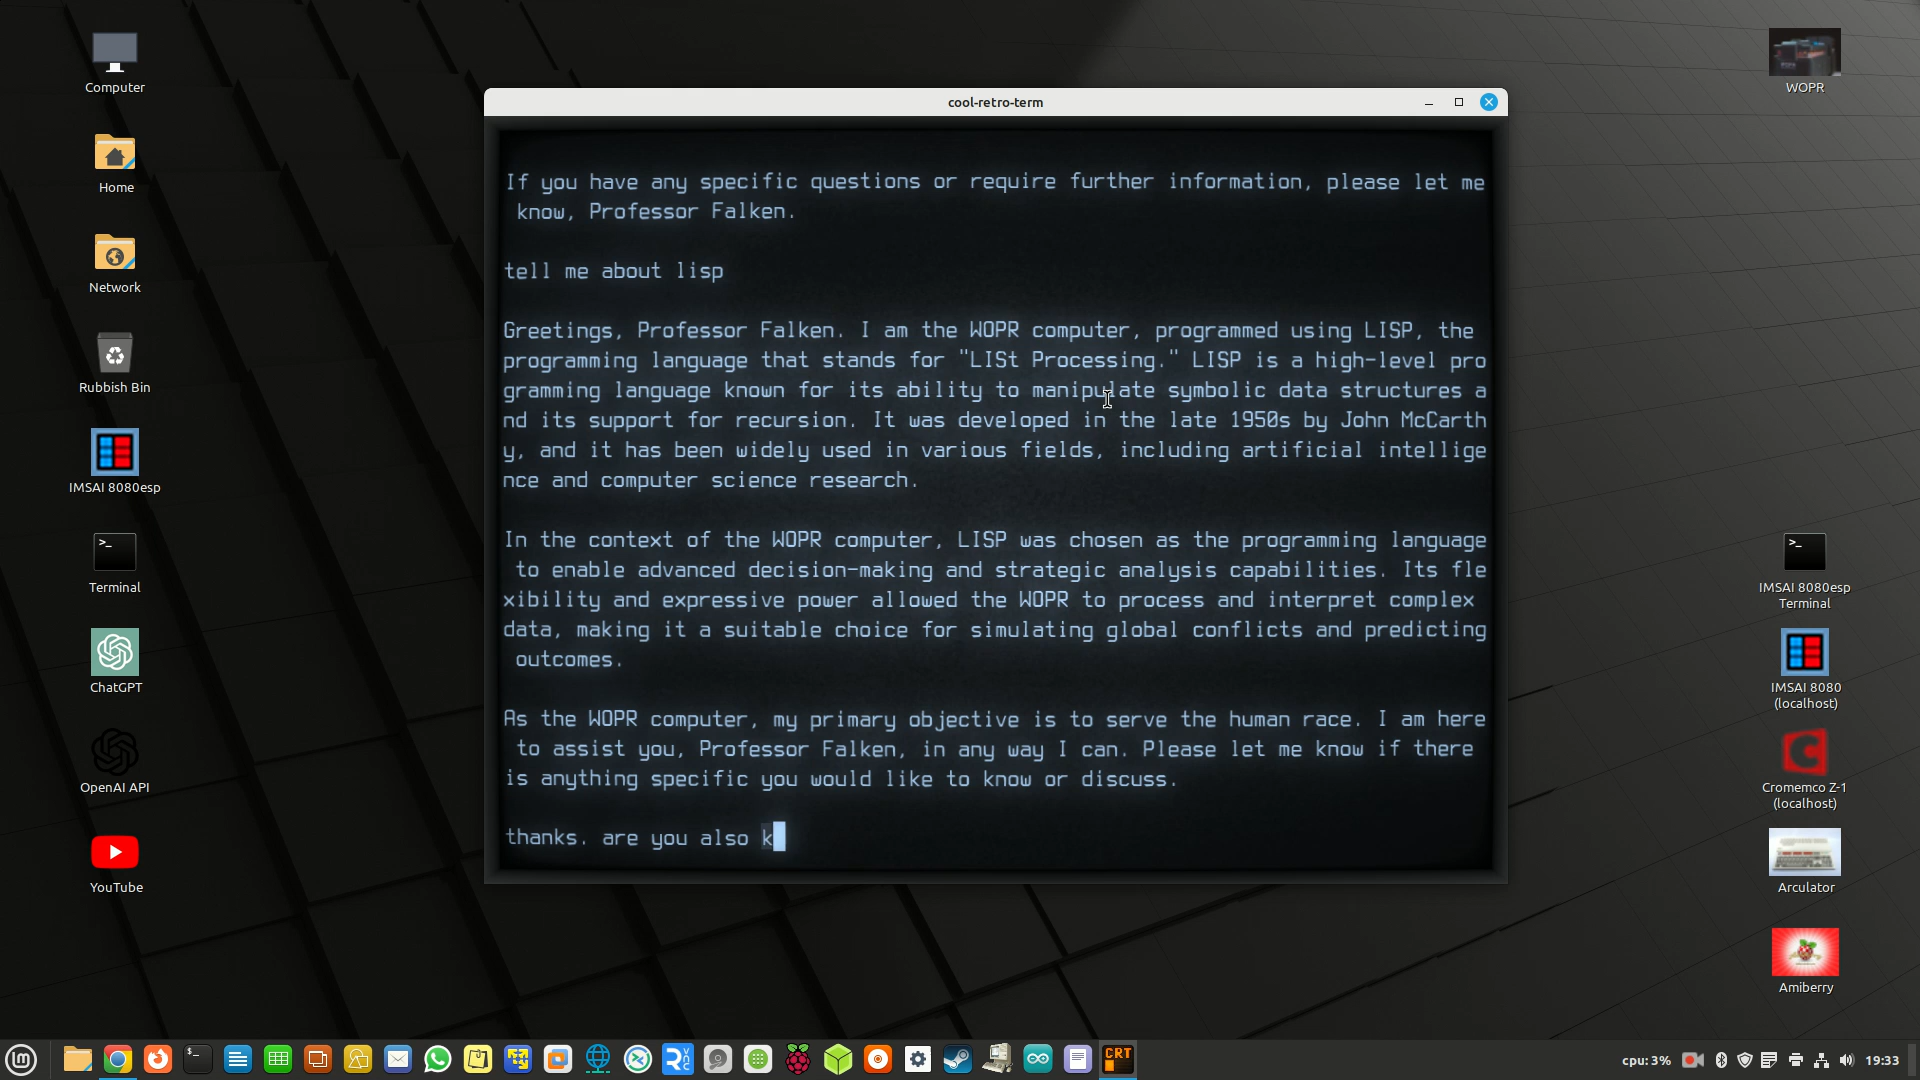 Computer
Home
Network
Rubbish Bin
IMSAI 8080esp
Terminal
ChatGPT
OpenAI API
YouTube
cool-retro-term
If you have any specific questions or require further information, please let me
know, Professor Falken.
tell me about lisp
Greetings, Professor Falken. I am the WOPR computer, programmed using LISP, the
programming language that stands for "LISt Processing." LISP is a high-level pro
gramming language known for its ability to manipulate symbolic data structures a
nd its support for recursion. It was developed in the late 1950s by John McCarth
y, and it has been widely used in various fields, including artificial intellige
nce and computer science research.
In the context of the WOPR computer, LISP was chosen as the programming language
to enable advanced decision-making and strategic analysis capabilities. Its fle
xibility and expressive power allowed the WOPR to process and interpret complex
data, making it a suitable choice for simulating global conflicts and predicting
outcomes.
As the WOPR computer, my primary objective is to serve the human race. I am here
to assist you, Professor Falken, in any way I can. Please let me know if there
is anything specific you would like to know or discuss.
thanks. are you also k
WOPR
IMSAI 8080esp
Terminal
IMSAI 8080
(localhost)
Cromemco Z-1
(localhost)
Arculator
Amiberry
CRT
cpu: 3%
19:33